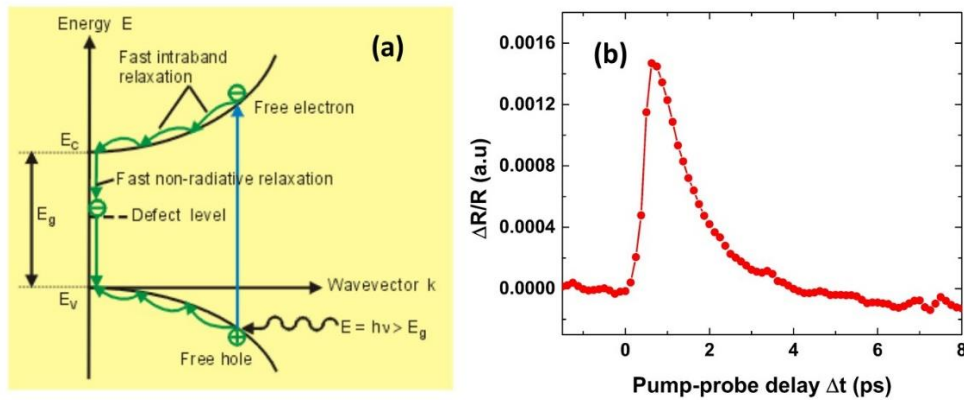 Energy E
(a)
Fast intraband
relaxation
⊖
Free electron
E_c
Fast non-radiative relaxation
⊖
E_g
Defect level
E_v
Wavevector k
E = hν > E_g
⊕
Free hole
(b)
0.0016
0.0012
0.0008
0.0004
0.0000
ΔR/R (a.u)
0
2
4
6
8
Pump-probe delay Δt (ps)